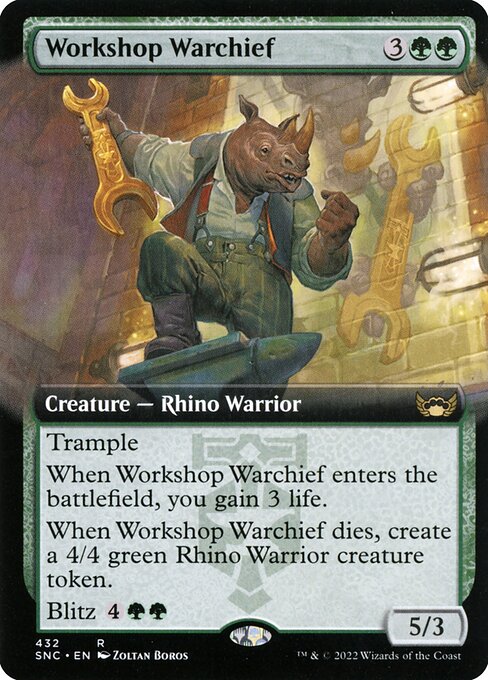 Workshop Warchief 3
Creature — Rhino Warrior
Trample
When Workshop Warchief enters the
battlefield, you gain 3 life.
When Workshop Warchief dies, create
a 4/4 green Rhino Warrior creature
token.
Blitz 4
5/3
432 R
SNC • EN Zoltan Boros
™ & © 2022 Wizards of the Coast